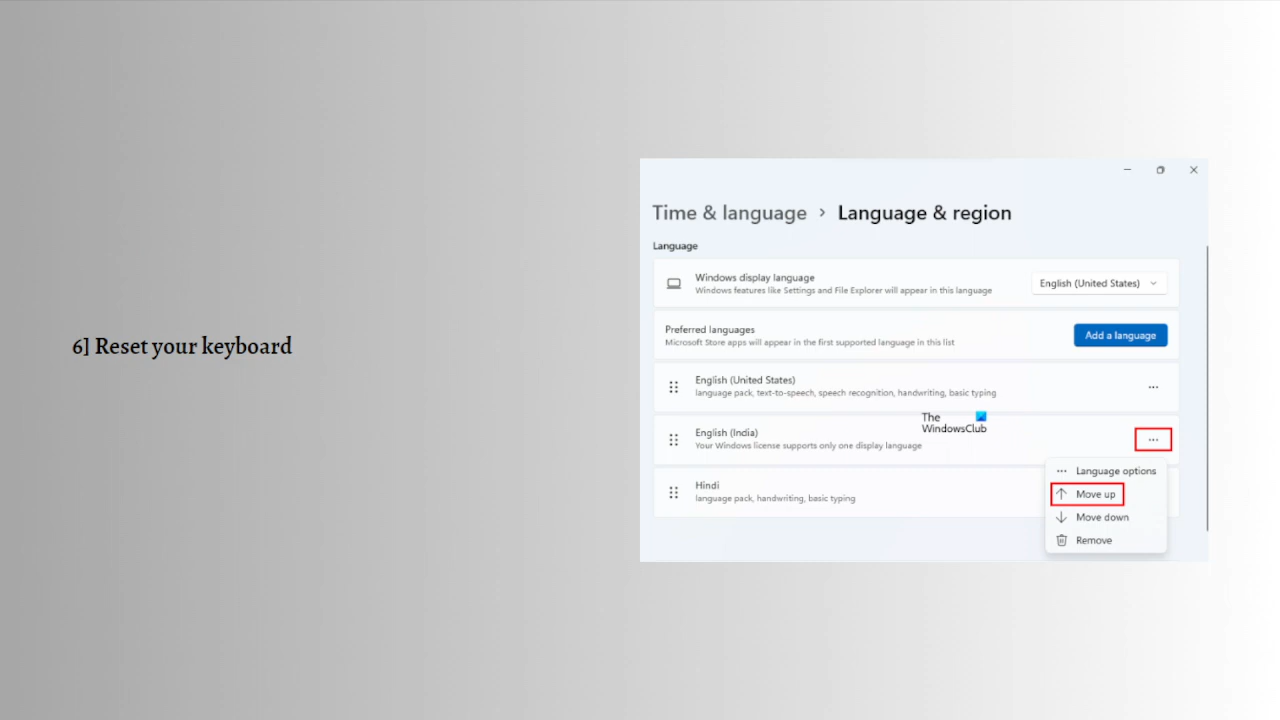 6] Reset your keyboard
Time & language > Language & region
Language
Windows display language
Windows features like Settings and File Explorer will appear in this language
English (United States)
Preferred languages
Microsoft Store apps will appear in the first supported language in this list
Add a language
English (United States)
language pack, text-to-speech, speech recognition, handwriting, basic typing
The
WindowsClub
English (India)
Your Windows license supports only one display language
Language options
Move up
Move down
Remove
Hindi
language pack, handwriting, basic typing